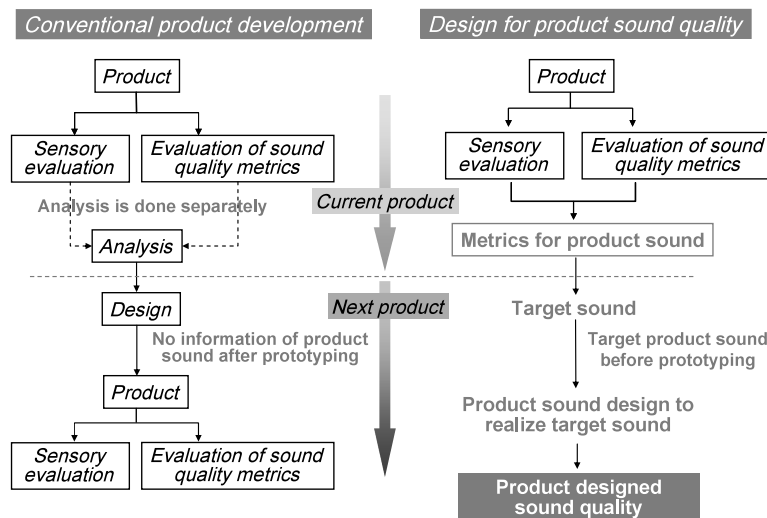 Conventional product development
Product
Sensory
evaluation
Evaluation of sound
quality metrics
Analysis is done separately
Analysis
Design
No information of product
sound after prototyping
Product
Sensory
evaluation
Evaluation of sound
quality metrics
Current product
Next product
Design for product sound quality
Product
Sensory
evaluation
Evaluation of sound
quality metrics
Metrics for product sound
Target sound
Target product sound
before prototyping
Product sound design to
realize target sound
Product designed
sound quality